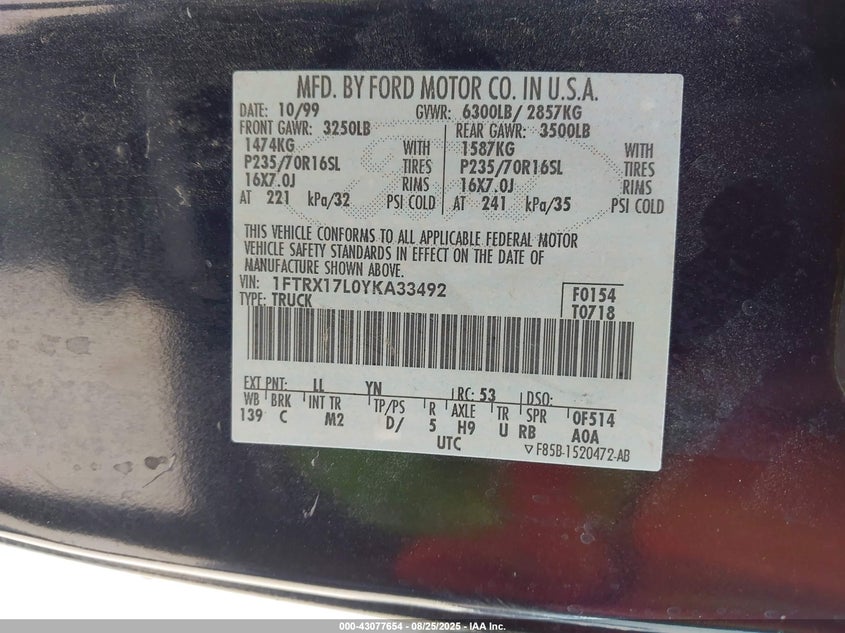 MFD. BY FORD MOTOR CO. IN U.S.A.
DATE: 10/99 GVWR: 6300LB/ 2857KG
FRONT GAWR: 3250LB REAR GAWR: 3500LB
1474KG WITH 1587KG WITH
P235/70R16SL TIRES P235/70R16SL TIRES
16X7.0J RIMS 16X7.0J RIMS
AT 221 kPa/32 PSI COLD AT 241 kPa/35 PSI COLD
THIS VEHICLE CONFORMS TO ALL APPLICABLE FEDERAL MOTOR
VEHICLE SAFETY STANDARDS IN EFFECT ON THE DATE OF
MANUFACTURE SHOWN ABOVE.
VIN: 1FTRX17L0YKA33492 F0154
TYPE: TRUCK T0718
EXT PNT: LL YN RC: 53 DSO:
WB BRK INT TR TP/PS R AXLE TR SPR 0F514
139 C M2 D/ 5 H9 U RB A0A
UTC ▽F85B-1520472-AB
000-43077654 - 08/25/2025 - IAA Inc.